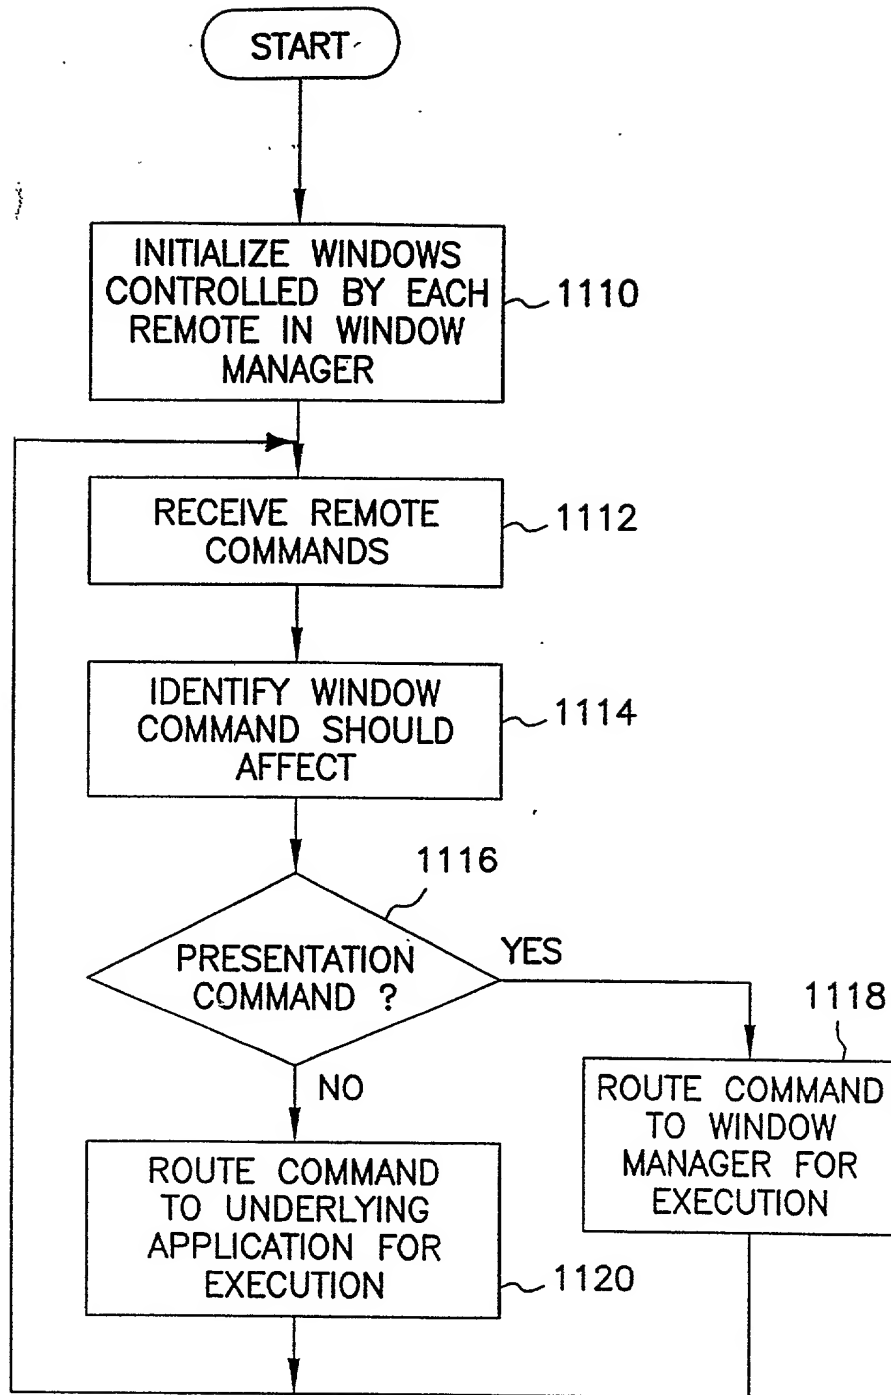 START
INITIALIZE WINDOWS
CONTROLLED BY EACH
REMOTE IN WINDOW
MANAGER
1110
RECEIVE REMOTE
COMMANDS
1112
IDENTIFY WINDOW
COMMAND SHOULD
AFFECT
1114
1116
PRESENTATION
COMMAND ?
YES
NO
1118
ROUTE COMMAND
TO WINDOW
MANAGER FOR
EXECUTION
ROUTE COMMAND
TO UNDERLYING
APPLICATION FOR
EXECUTION
1120